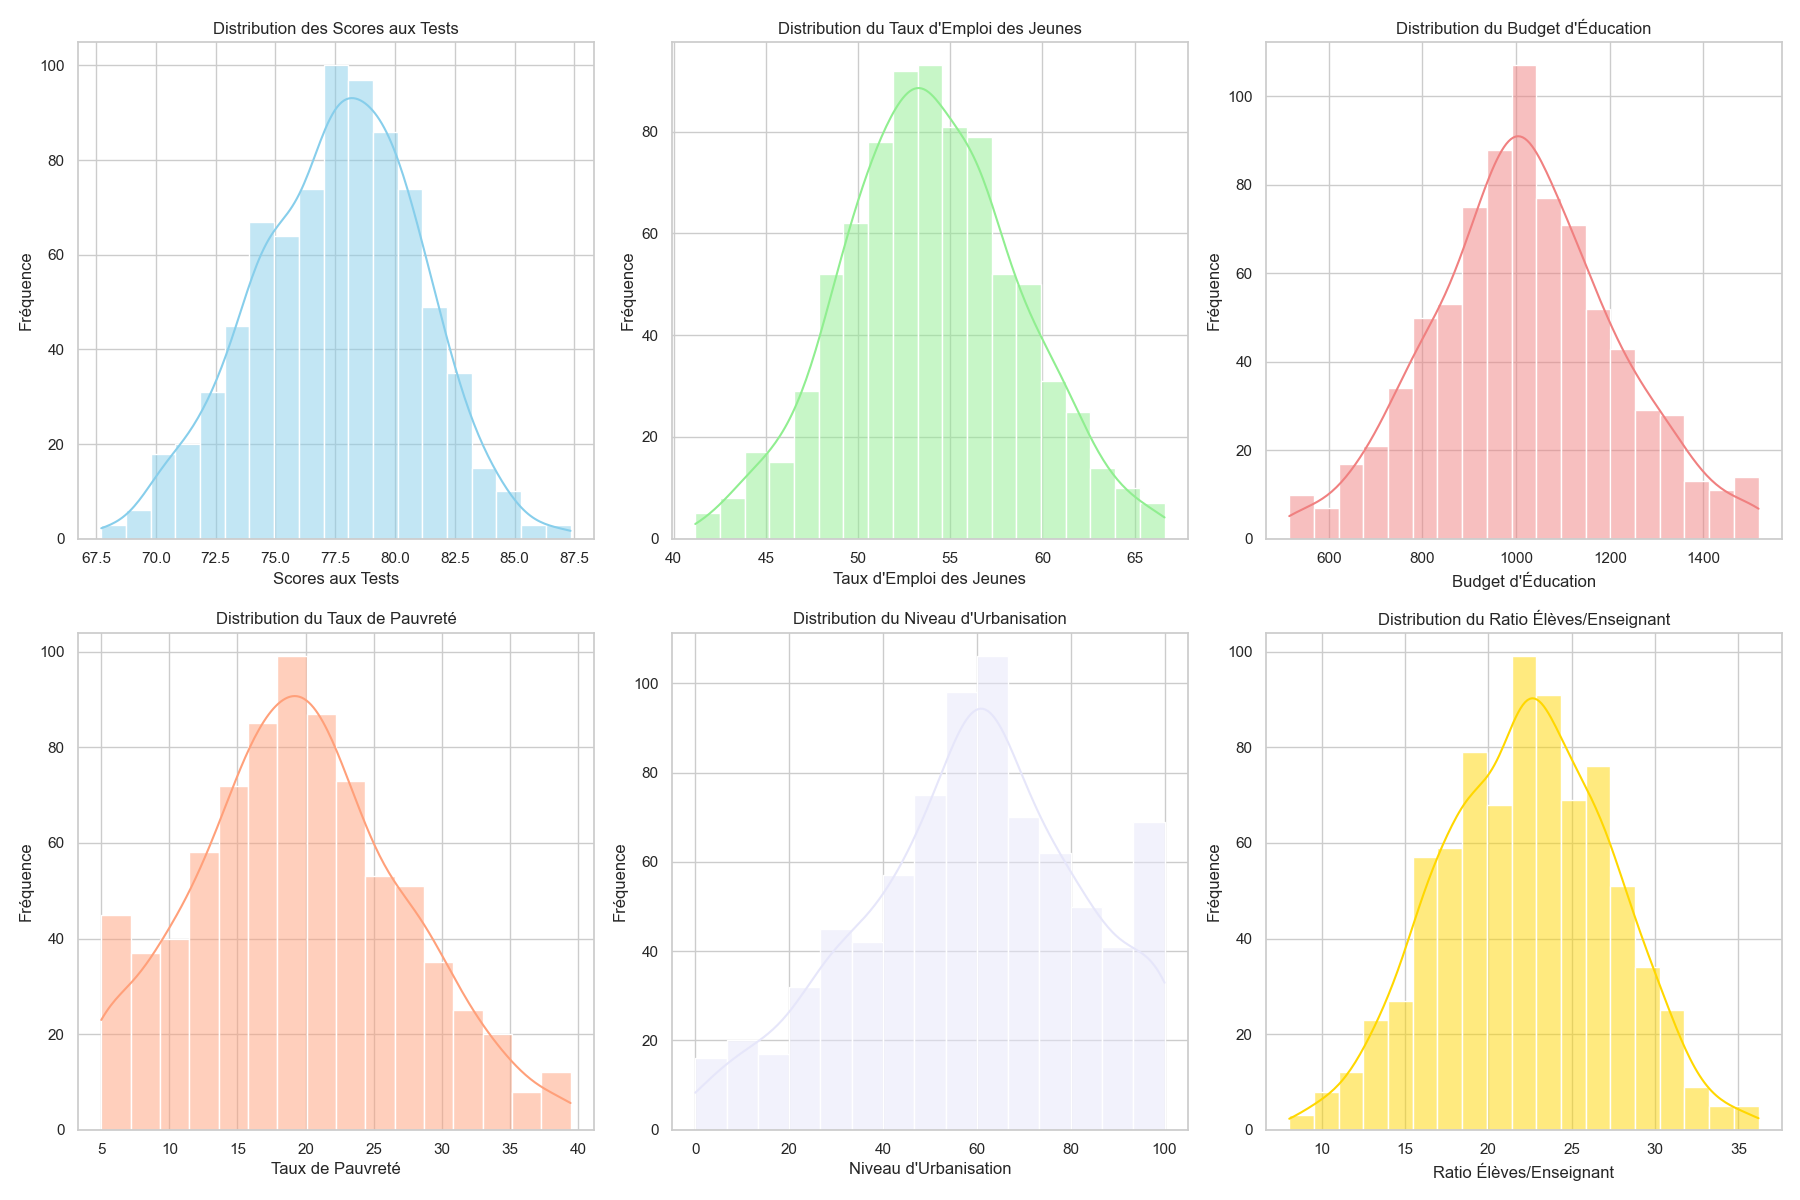 Distribution des Scores aux Tests
Fréquence
100
80
60
40
20
0
67.5 70.0 72.5 75.0 77.5 80.0 82.5 85.0 87.5
Scores aux Tests
Distribution du Taux d'Emploi des Jeunes
Fréquence
80
60
40
20
0
40 45 50 55 60 65
Taux d'Emploi des Jeunes
Distribution du Budget d'Éducation
Fréquence
100
80
60
40
20
0
600 800 1000 1200 1400
Budget d'Éducation
Distribution du Taux de Pauvreté
Fréquence
100
80
60
40
20
0
5 10 15 20 25 30 35 40
Taux de Pauvreté
Distribution du Niveau d'Urbanisation
Fréquence
100
80
60
40
20
0
0 20 40 60 80 100
Niveau d'Urbanisation
Distribution du Ratio Élèves/Enseignant
Fréquence
100
80
60
40
20
0
10 15 20 25 30 35
Ratio Élèves/Enseignant